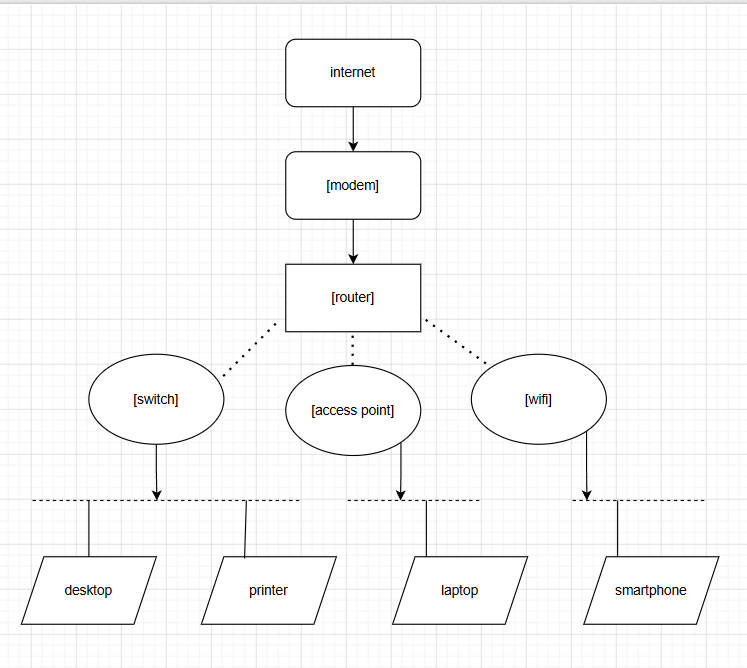 internet
[modem]
[router]
[switch]
[access point]
[wifi]
desktop
printer
laptop
smartphone